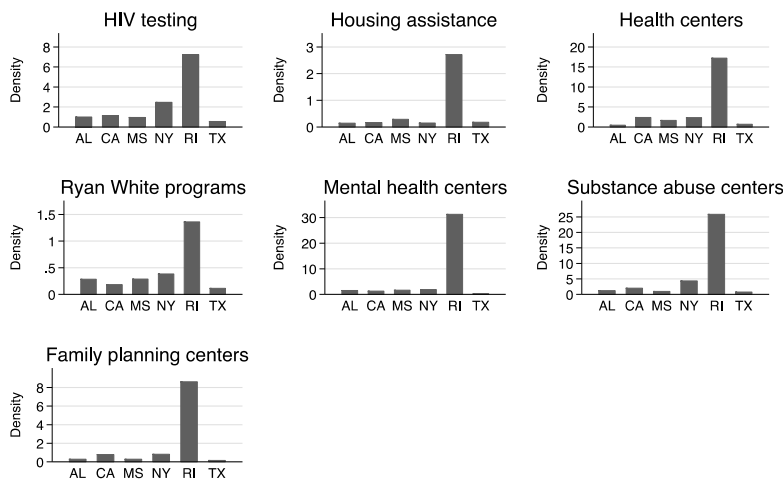 HIV testing
Density
8
6
4
2
0
AL CA MS NY RI TX
Housing assistance
Density
3
2
1
0
AL CA MS NY RI TX
Health centers
Density
20
15
10
5
0
AL CA MS NY RI TX
Ryan White programs
Density
1.5
1
.5
0
AL CA MS NY RI TX
Mental health centers
Density
30
20
10
0
AL CA MS NY RI TX
Substance abuse centers
Density
25
20
15
10
5
0
AL CA MS NY RI TX
Family planning centers
Density
8
6
4
2
0
AL CA MS NY RI TX